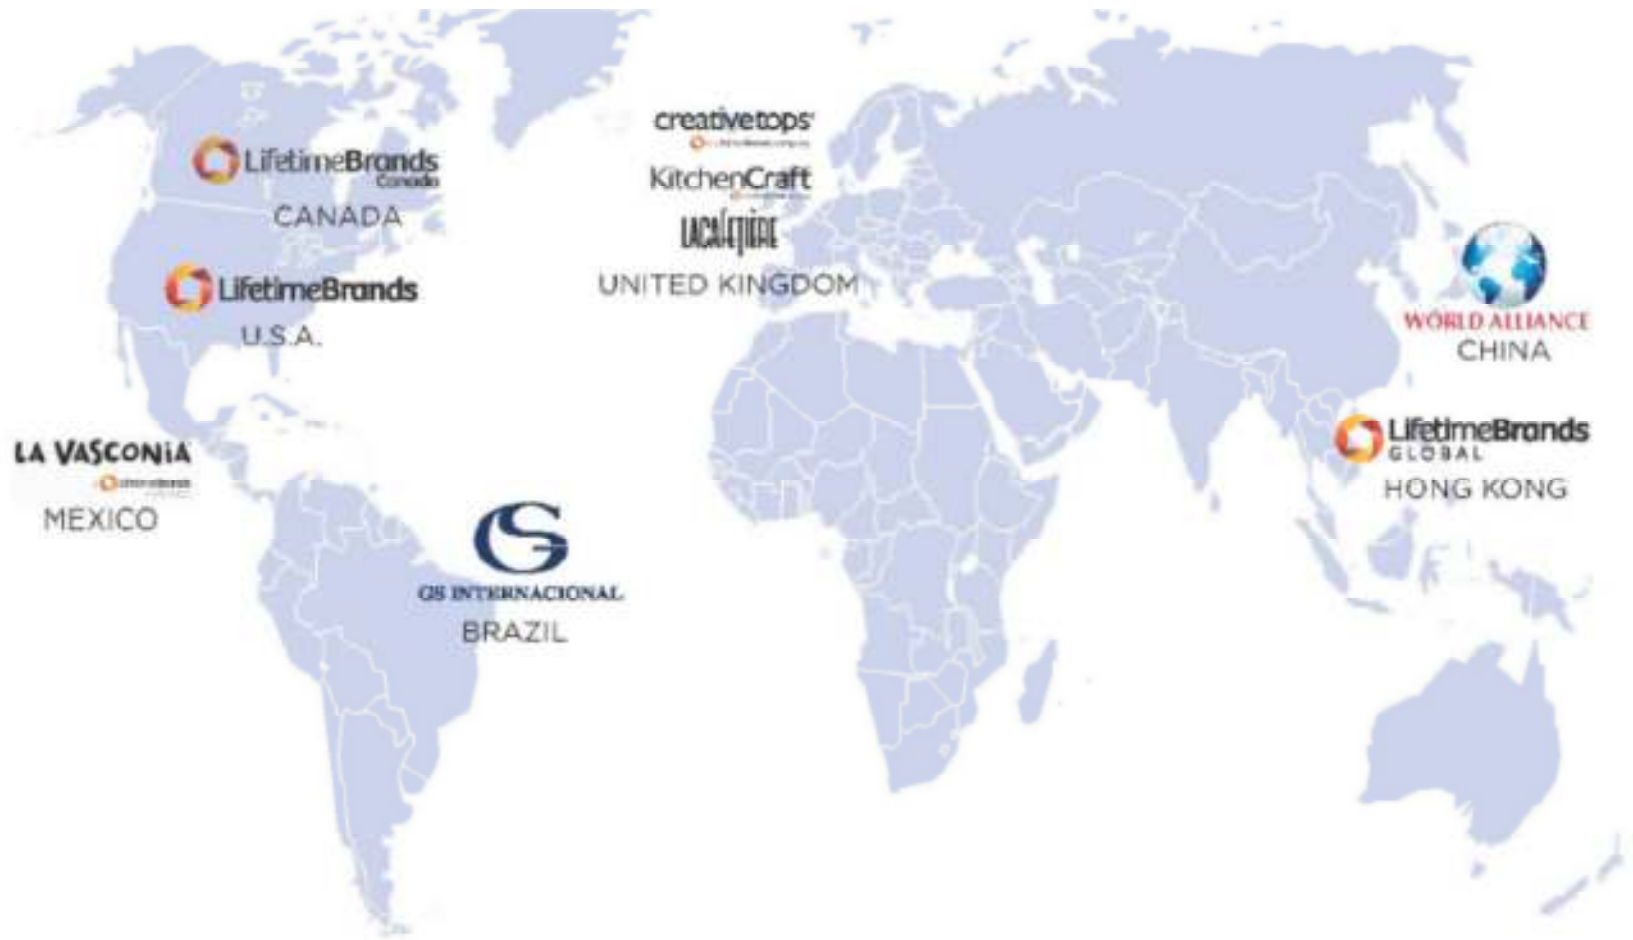 LifetimeBrands
Canada
CANADA
LifetimeBrands
U.S.A.
LA VASCONIA
MEXICO
GS INTERNACIONAL
BRAZIL
creativetops
KitchenCraft
LACAFETIÈRE
UNITED KINGDOM
WORLD ALLIANCE
CHINA
LifetimeBrands
GLOBAL
HONG KONG